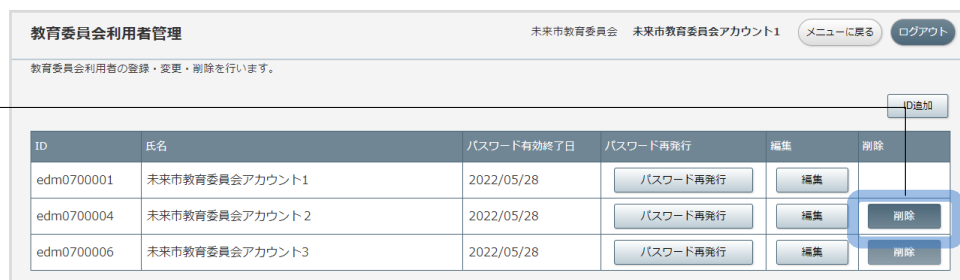 教育委員会利用者管理 未来市教育委員会 未来市教育委員会アカウント1 メニューに戻る ログアウト
教育委員会利用者の登録・変更・削除を行います。
ID追加
ID 氏名 パスワード有効終了日 パスワード再発行 編集 削除
edm0700001 未来市教育委員会アカウント1 2022/05/28 パスワード再発行 編集
edm0700004 未来市教育委員会アカウント2 2022/05/28 パスワード再発行 編集 削除
edm0700006 未来市教育委員会アカウント3 2022/05/28 パスワード再発行 編集 削除